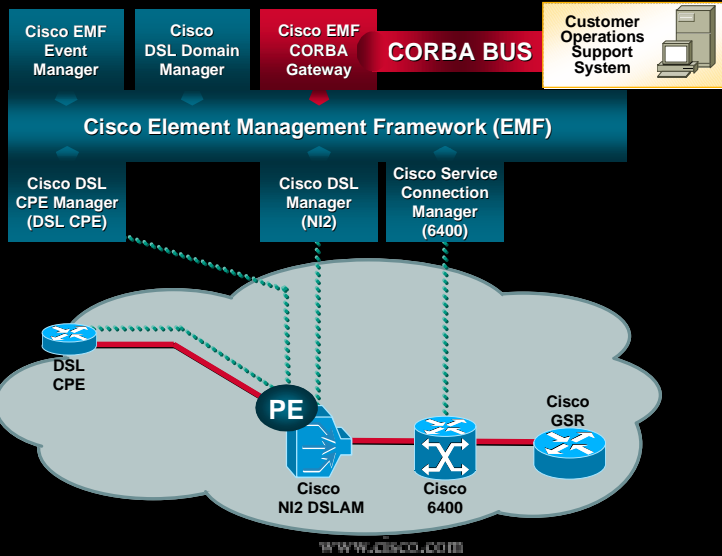 Cisco EMF
Event
Manager
Cisco
DSL Domain
Manager
Cisco EMF
CORBA
Gateway
CORBA BUS
Customer
Operations
Support
System
Cisco Element Management Framework (EMF)
Cisco DSL
CPE Manager
(DSL CPE)
Cisco DSL
Manager
(NI2)
Cisco Service
Connection
Manager
(6400)
DSL
CPE
PE
Cisco
GSR
Cisco
NI2 DSLAM
Cisco
6400
www.cisco.com